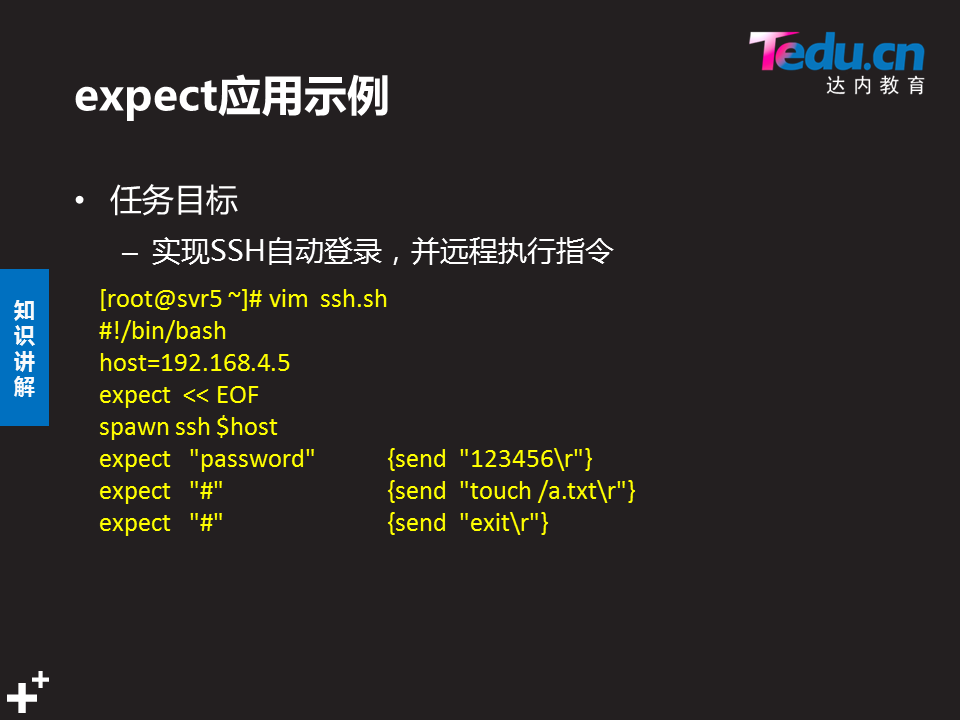 Tedu.cn
达内教育
expect应用示例
• 任务目标
– 实现SSH自动登录，并远程执行指令
知识讲解
[root@svr5 ~]# vim  ssh.sh
#!/bin/bash
host=192.168.4.5
expect  << EOF
spawn ssh $host
expect   "password"            {send  "123456\r"}
expect   "#"                           {send  "touch /a.txt\r"}
expect   "#"                           {send  "exit\r"}